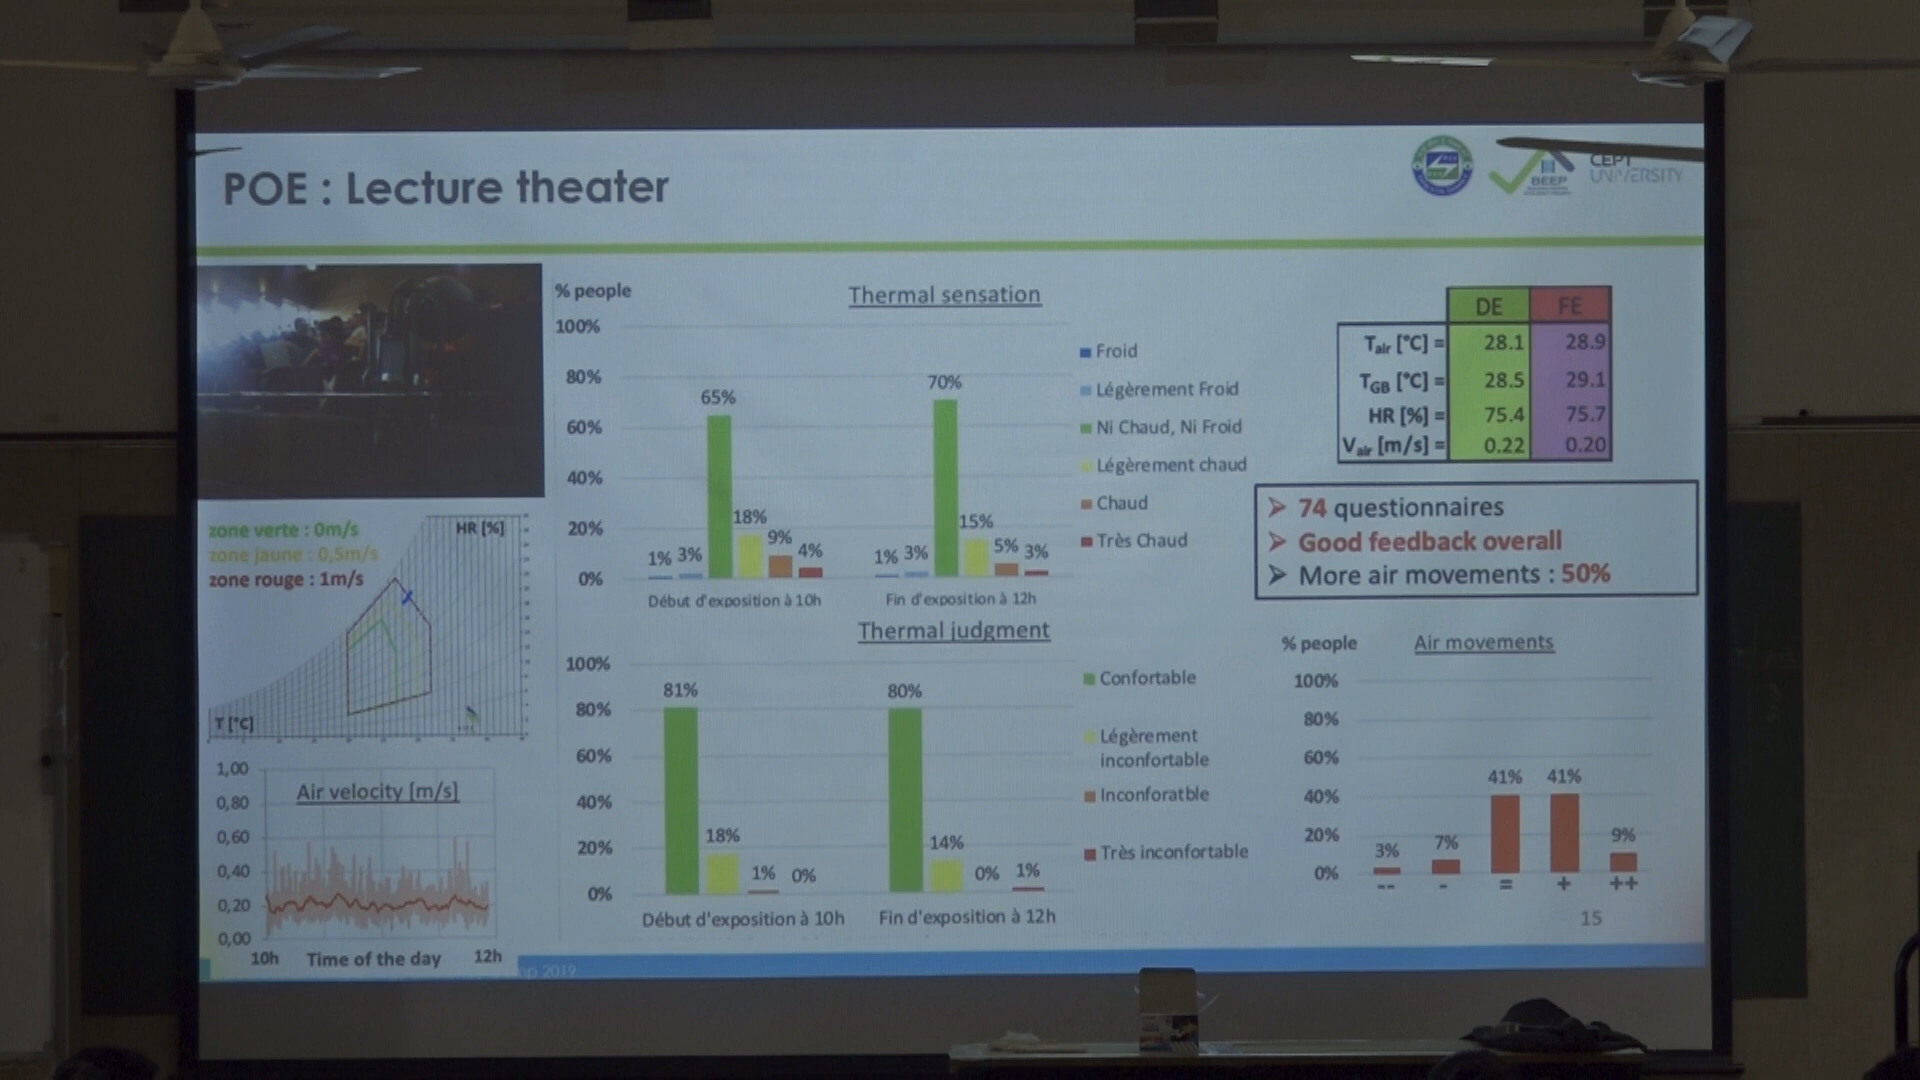 POE : Lecture theater
BEEP
CEPT
UNIVERSITY
zone verte : 0m/s
zone jaune : 0,5m/s
zone rouge : 1m/s
HR [%]
T [°C]
Air velocity [m/s]
1,00
0,80
0,60
0,40
0,20
0,00
10h Time of the day 12h
% people
Thermal sensation
100%
80%
60%
40%
20%
0%
1% 3% 65% 18% 9% 4%
1% 3% 70% 15% 5% 3%
Début d'exposition à 10h
Fin d'exposition à 12h
Froid
Légèrement Froid
Ni Chaud, Ni Froid
Légèrement chaud
Chaud
Très Chaud
Thermal judgment
100%
80%
60%
40%
20%
0%
81% 18% 1% 0%
80% 14% 0% 1%
Début d'exposition à 10h
Fin d'exposition à 12h
Confortable
Légèrement
inconfortable
Inconforatble
Très inconfortable
DE FE
Tair [°C] = 28.1 28.9
TGB [°C] = 28.5 29.1
HR [%] = 75.4 75.7
Vair [m/s] = 0.22 0.20
74 questionnaires
Good feedback overall
More air movements : 50%
% people
Air movements
100%
80%
60%
40%
20%
0%
3% 7% 41% 41% 9%
-- - = + ++
15
2019